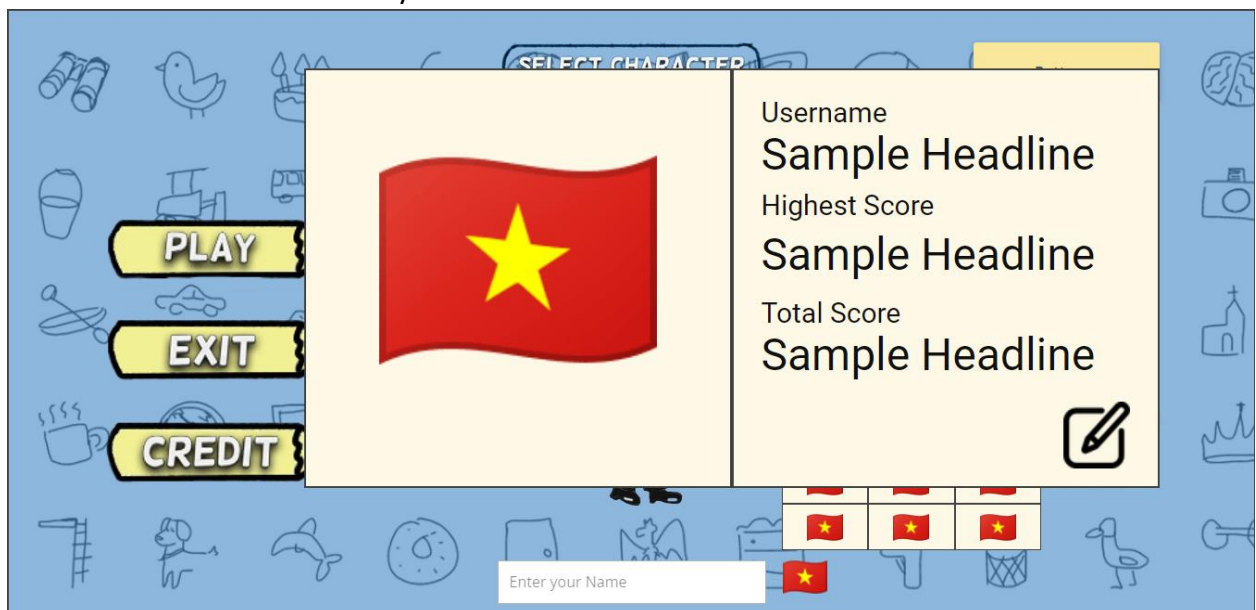 SELECT CHARACTER
Username
Sample Headline
Highest Score
Sample Headline
Total Score
Sample Headline
PLAY
EXIT
CREDIT
Enter your Name